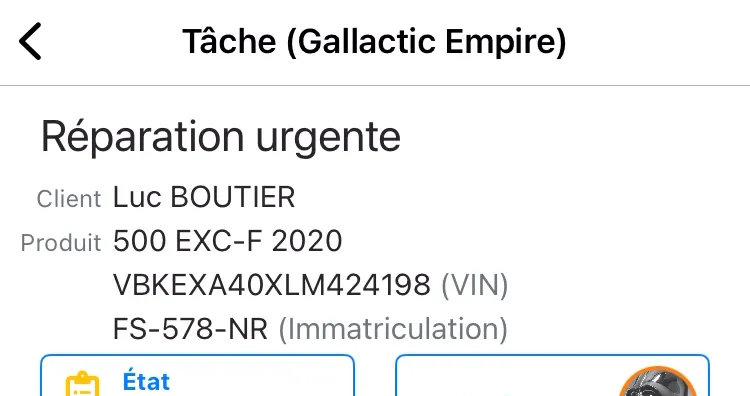 Tâche (Gallactic Empire)
Réparation urgente
Client Luc BOUTIER
Produit 500 EXC-F 2020
VBKEXA40XLM424198 (VIN)
FS-578-NR (Immatriculation)
État